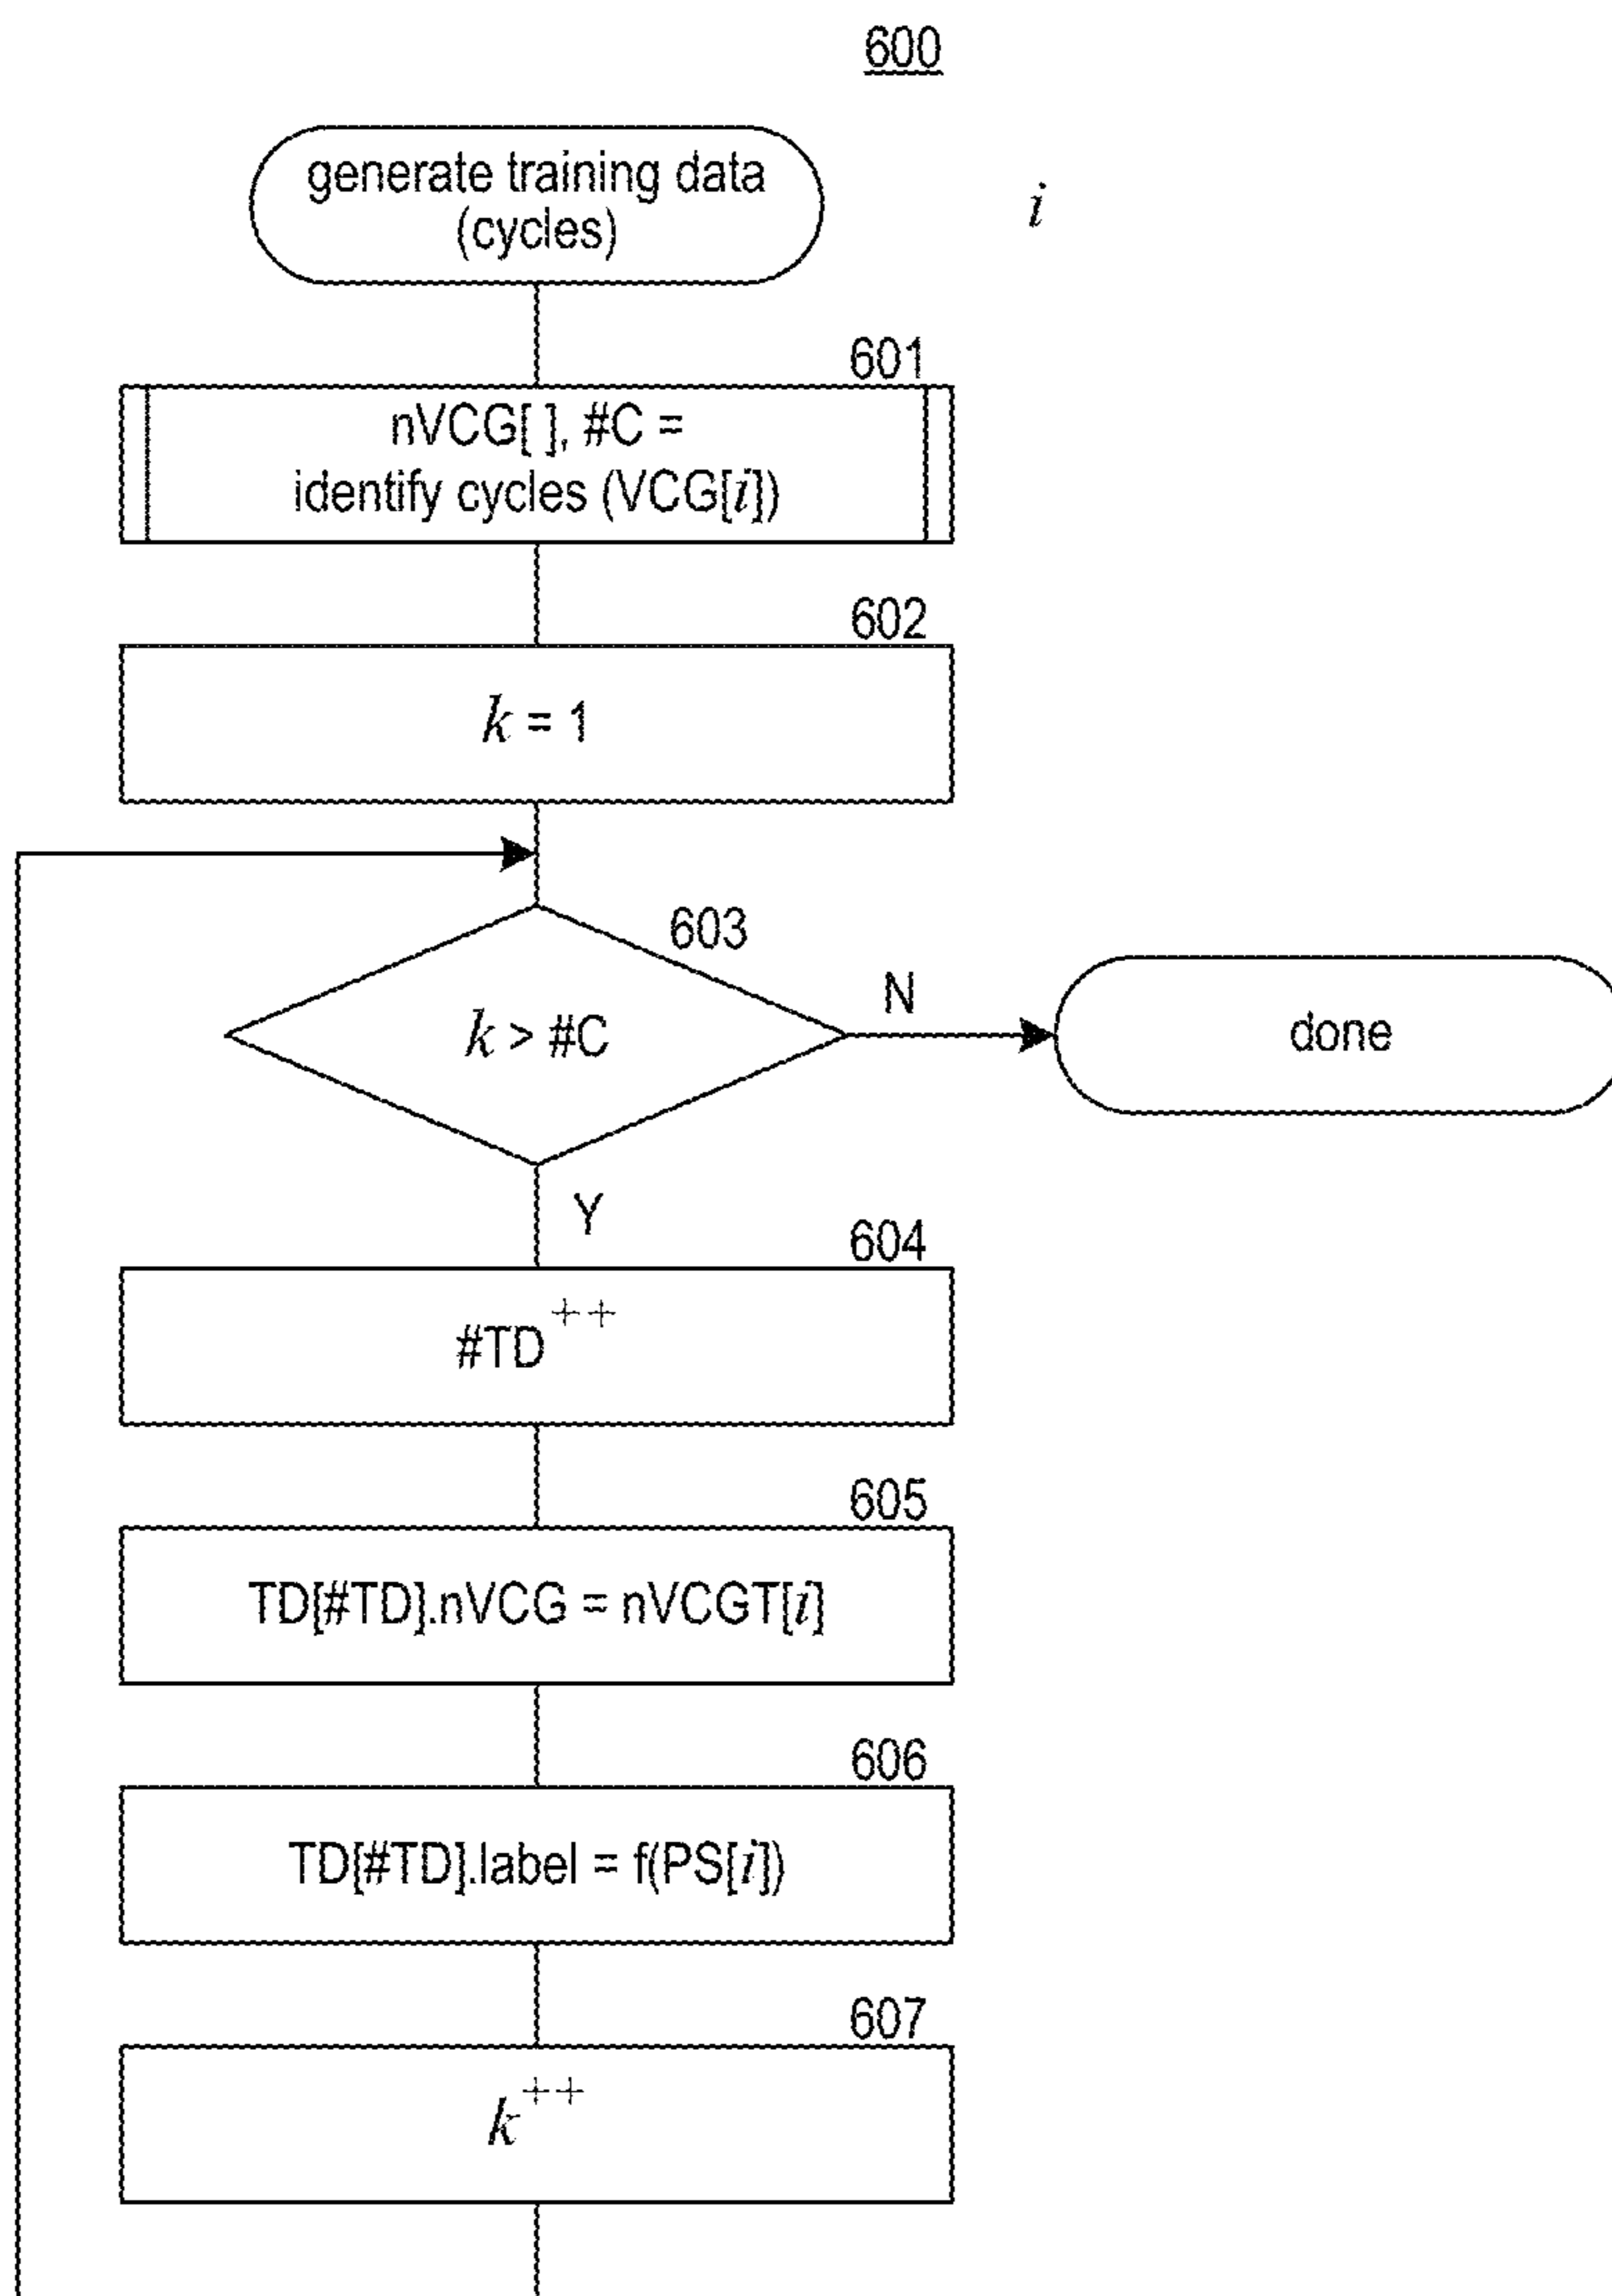 600
generate training data
(cycles)
i
601
nVCG[ ], #C =
identify cycles (VCG[i])
602
k = 1
603
k > #C
N
done
Y
604
#TD++
605
TD[#TD].nVCG = nVCGT[i]
606
TD[#TD].label = f(PS[i])
607
k++